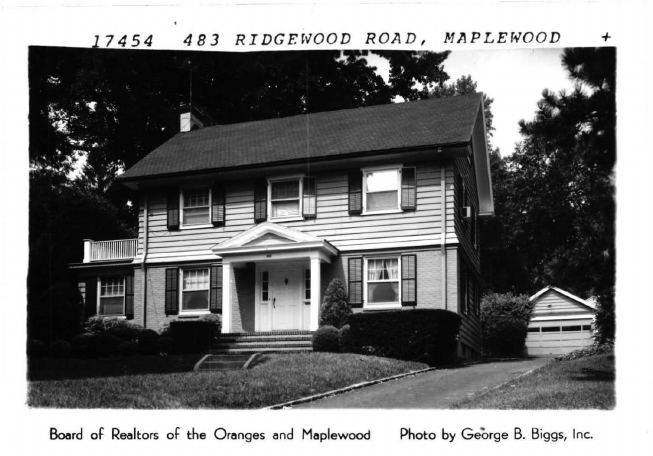 17454 483 RIDGEWOOD ROAD, MAPLEWOOD +
Board of Realtors of the Oranges and Maplewood Photo by George B. Biggs, Inc.